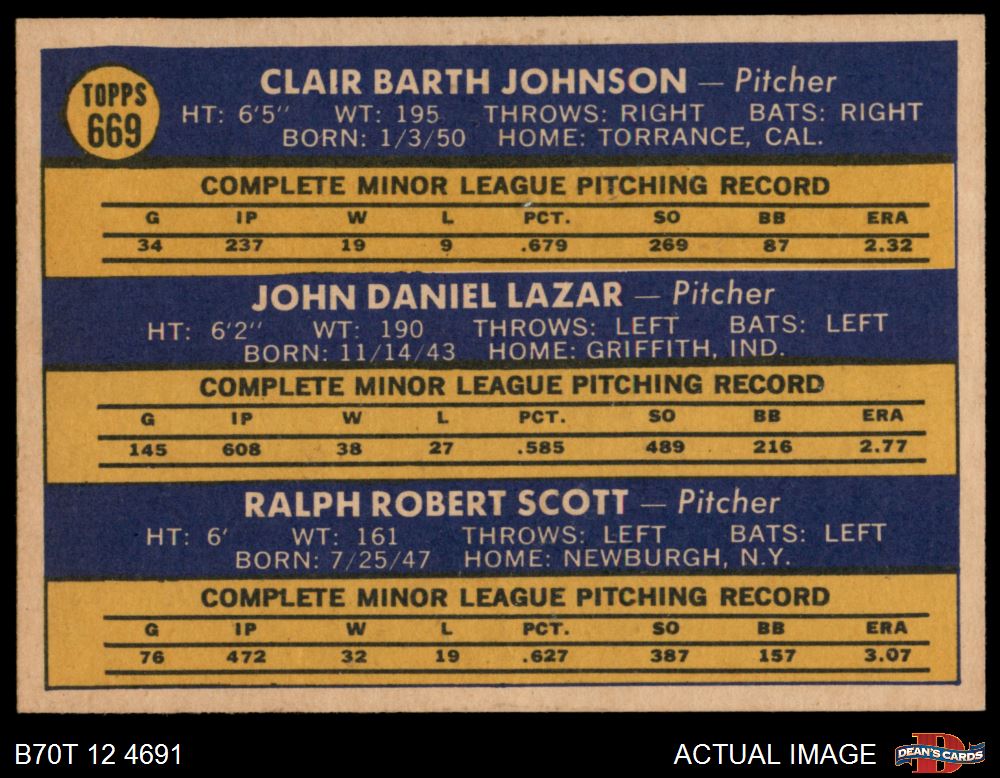 TOPPS
669
CLAIR BARTH JOHNSON — Pitcher
HT: 6'5" WT: 195 THROWS: RIGHT BATS: RIGHT
BORN: 1/3/50 HOME: TORRANCE, CAL.
COMPLETE MINOR LEAGUE PITCHING RECORD
G IP W L PCT. SO BB ERA
34 237 19 9 .679 269 87 2.32
JOHN DANIEL LAZAR — Pitcher
HT: 6'2" WT: 190 THROWS: LEFT BATS: LEFT
BORN: 11/14/43 HOME: GRIFFITH, IND.
COMPLETE MINOR LEAGUE PITCHING RECORD
G IP W L PCT. SO BB ERA
145 608 38 27 .585 489 216 2.77
RALPH ROBERT SCOTT — Pitcher
HT: 6' WT: 161 THROWS: LEFT BATS: LEFT
BORN: 7/25/47 HOME: NEWBURGH, N.Y.
COMPLETE MINOR LEAGUE PITCHING RECORD
G IP W L PCT. SO BB ERA
76 472 32 19 .627 387 157 3.07
B70T 12 4691
ACTUAL IMAGE
DEAN'S CARDS